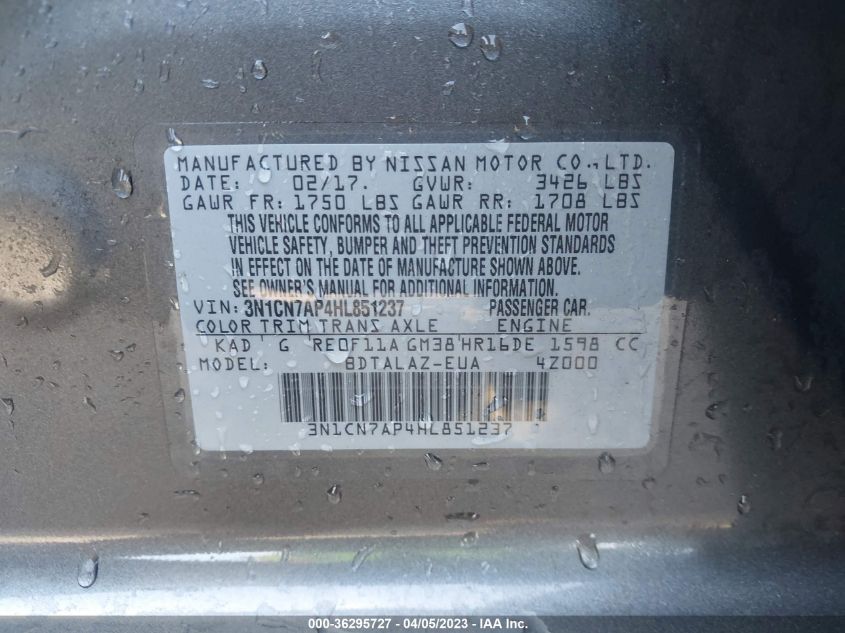 MANUFACTURED BY NISSAN MOTOR CO.,LTD.
DATE: 02/17. GVWR: 3426 LBS
GAWR FR: 1750 LBS GAWR RR: 1708 LBS
THIS VEHICLE CONFORMS TO ALL APPLICABLE FEDERAL MOTOR
VEHICLE SAFETY, BUMPER AND THEFT PREVENTION STANDARDS
IN EFFECT ON THE DATE OF MANUFACTURE SHOWN ABOVE.
SEE OWNER'S MANUAL FOR ADDITIONAL INFORMATION.
VIN: 3N1CN7AP4HL851237 PASSENGER CAR.
COLOR TRIM TRANS AXLE ENGINE
KAD G RE0F11A GM38 HR16DE 1598 CC
MODEL: BDTALAZ-EUA 4Z000
3N1CN7AP4HL851237
000-36295727 - 04/05/2023 - IAA Inc.